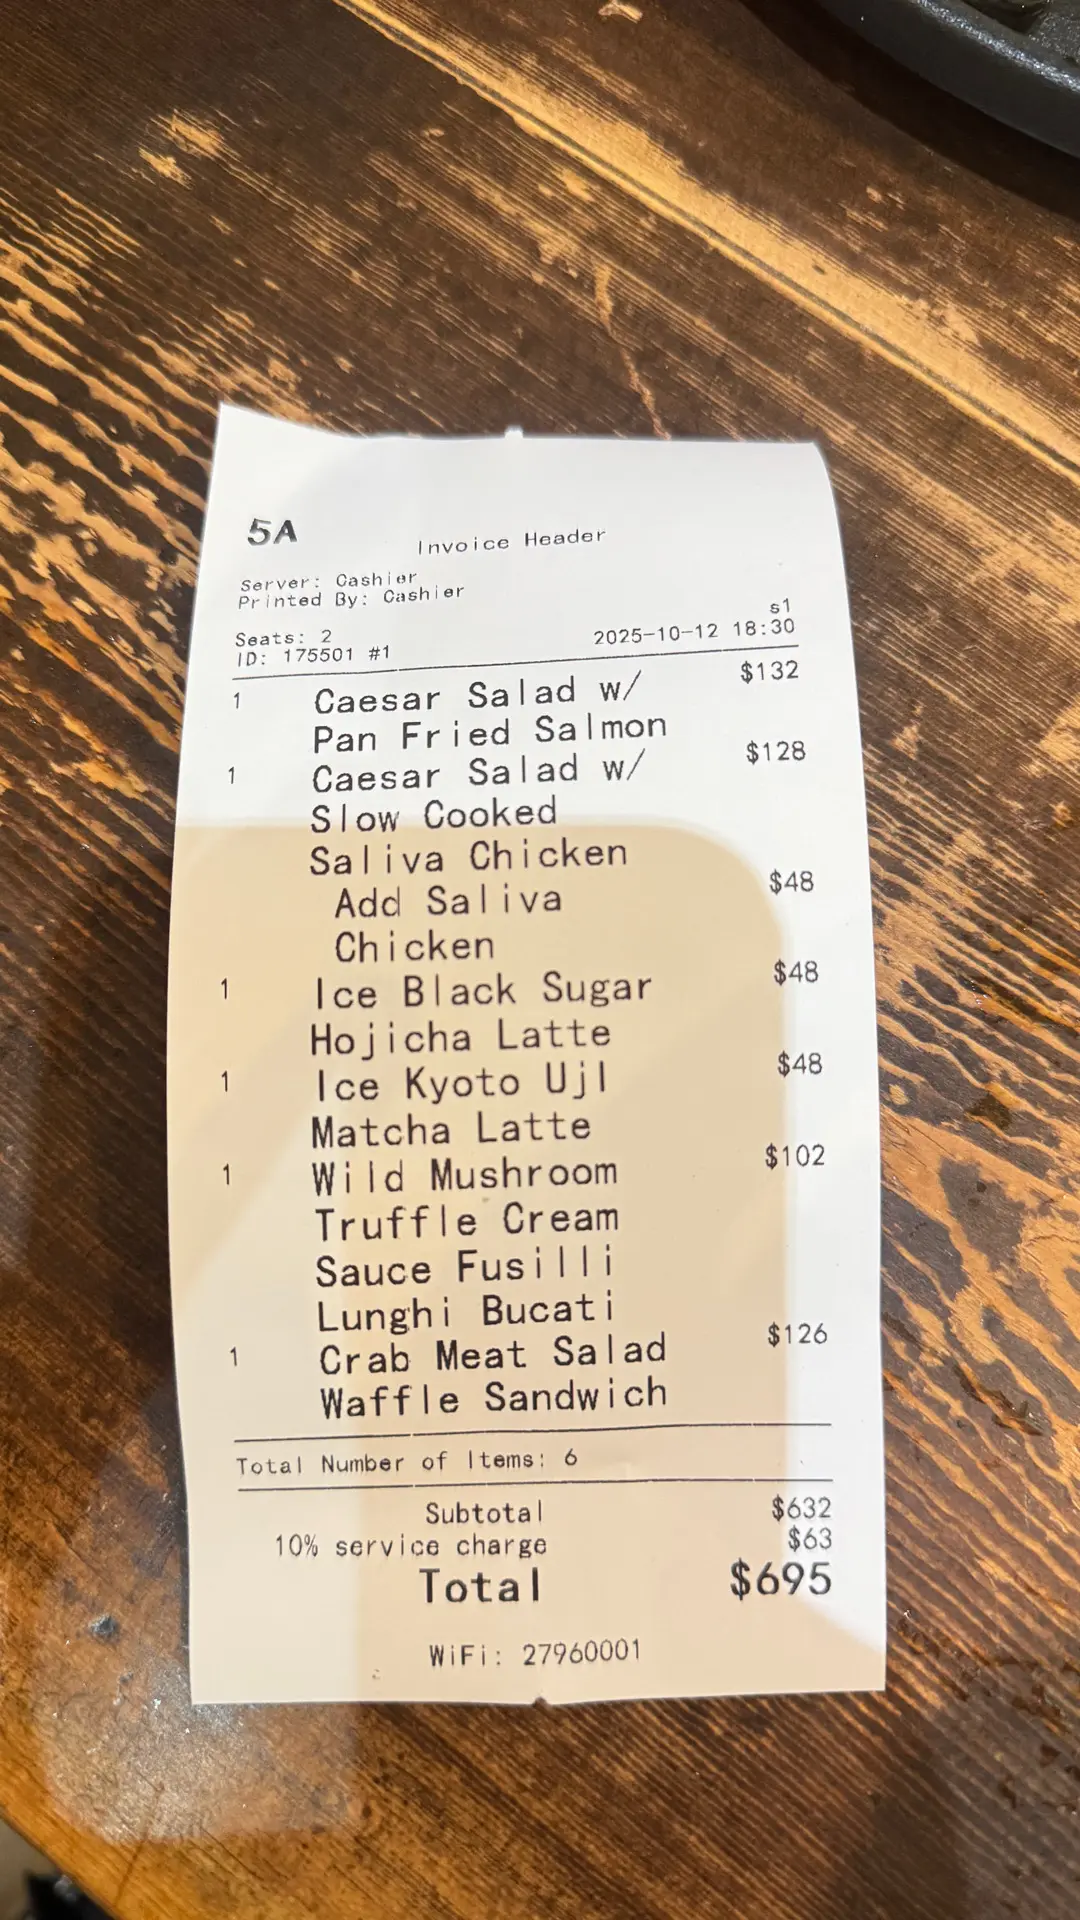 5A
Invoice Header
Server: Cashier
Printed By: Cashier
s1
Seats: 2
2025-10-12 18:30
ID: 175501 #1
1 Caesar Salad w/ $132
Pan Fried Salmon
1 Caesar Salad w/ $128
Slow Cooked
Saliva Chicken
Add Saliva $48
Chicken
1 Ice Black Sugar $48
Hojicha Latte
1 Ice Kyoto UjI $48
Matcha Latte
1 Wild Mushroom $102
Truffle Cream
Sauce Fusilli
Lunghi Bucati
1 Crab Meat Salad $126
Waffle Sandwich
Total Number of Items: 6
Subtotal $632
10% service charge $63
Total $695
WiFi: 27960001